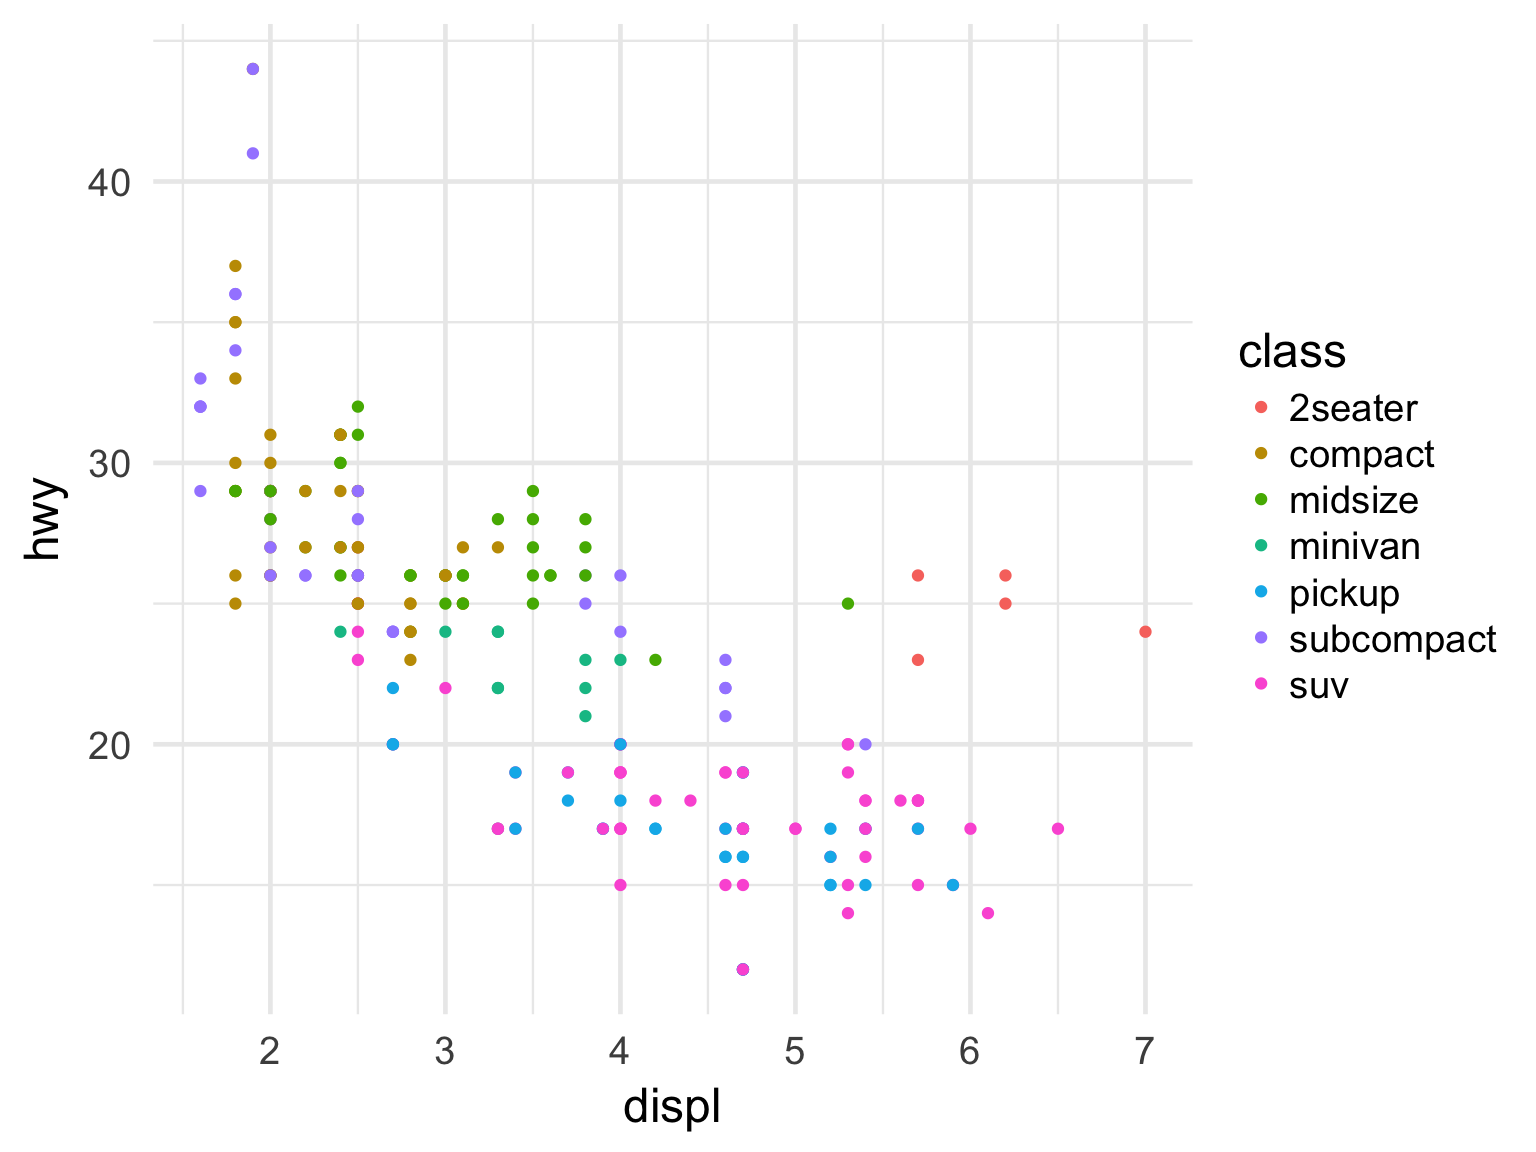 hwy
40
30
20
2 3 4 5 6 7
displ
class
2seater
compact
midsize
minivan
pickup
subcompact
suv